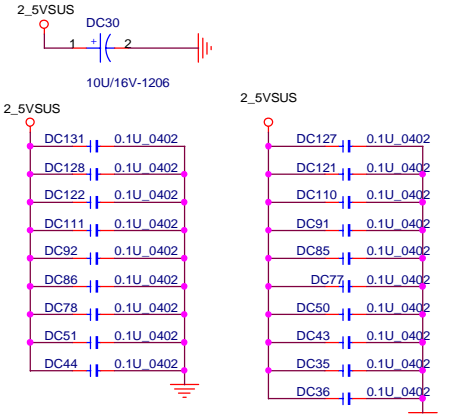 2_5VSUS
DC30
1 + 2
10U/16V-1206
2_5VSUS
DC131 0.1U_0402
DC128 0.1U_0402
DC122 0.1U_0402
DC111 0.1U_0402
DC92 0.1U_0402
DC86 0.1U_0402
DC78 0.1U_0402
DC51 0.1U_0402
DC44 0.1U_0402
2_5VSUS
DC127 0.1U_0402
DC121 0.1U_0402
DC110 0.1U_0402
DC91 0.1U_0402
DC85 0.1U_0402
DC77 0.1U_0402
DC50 0.1U_0402
DC43 0.1U_0402
DC35 0.1U_0402
DC36 0.1U_0402